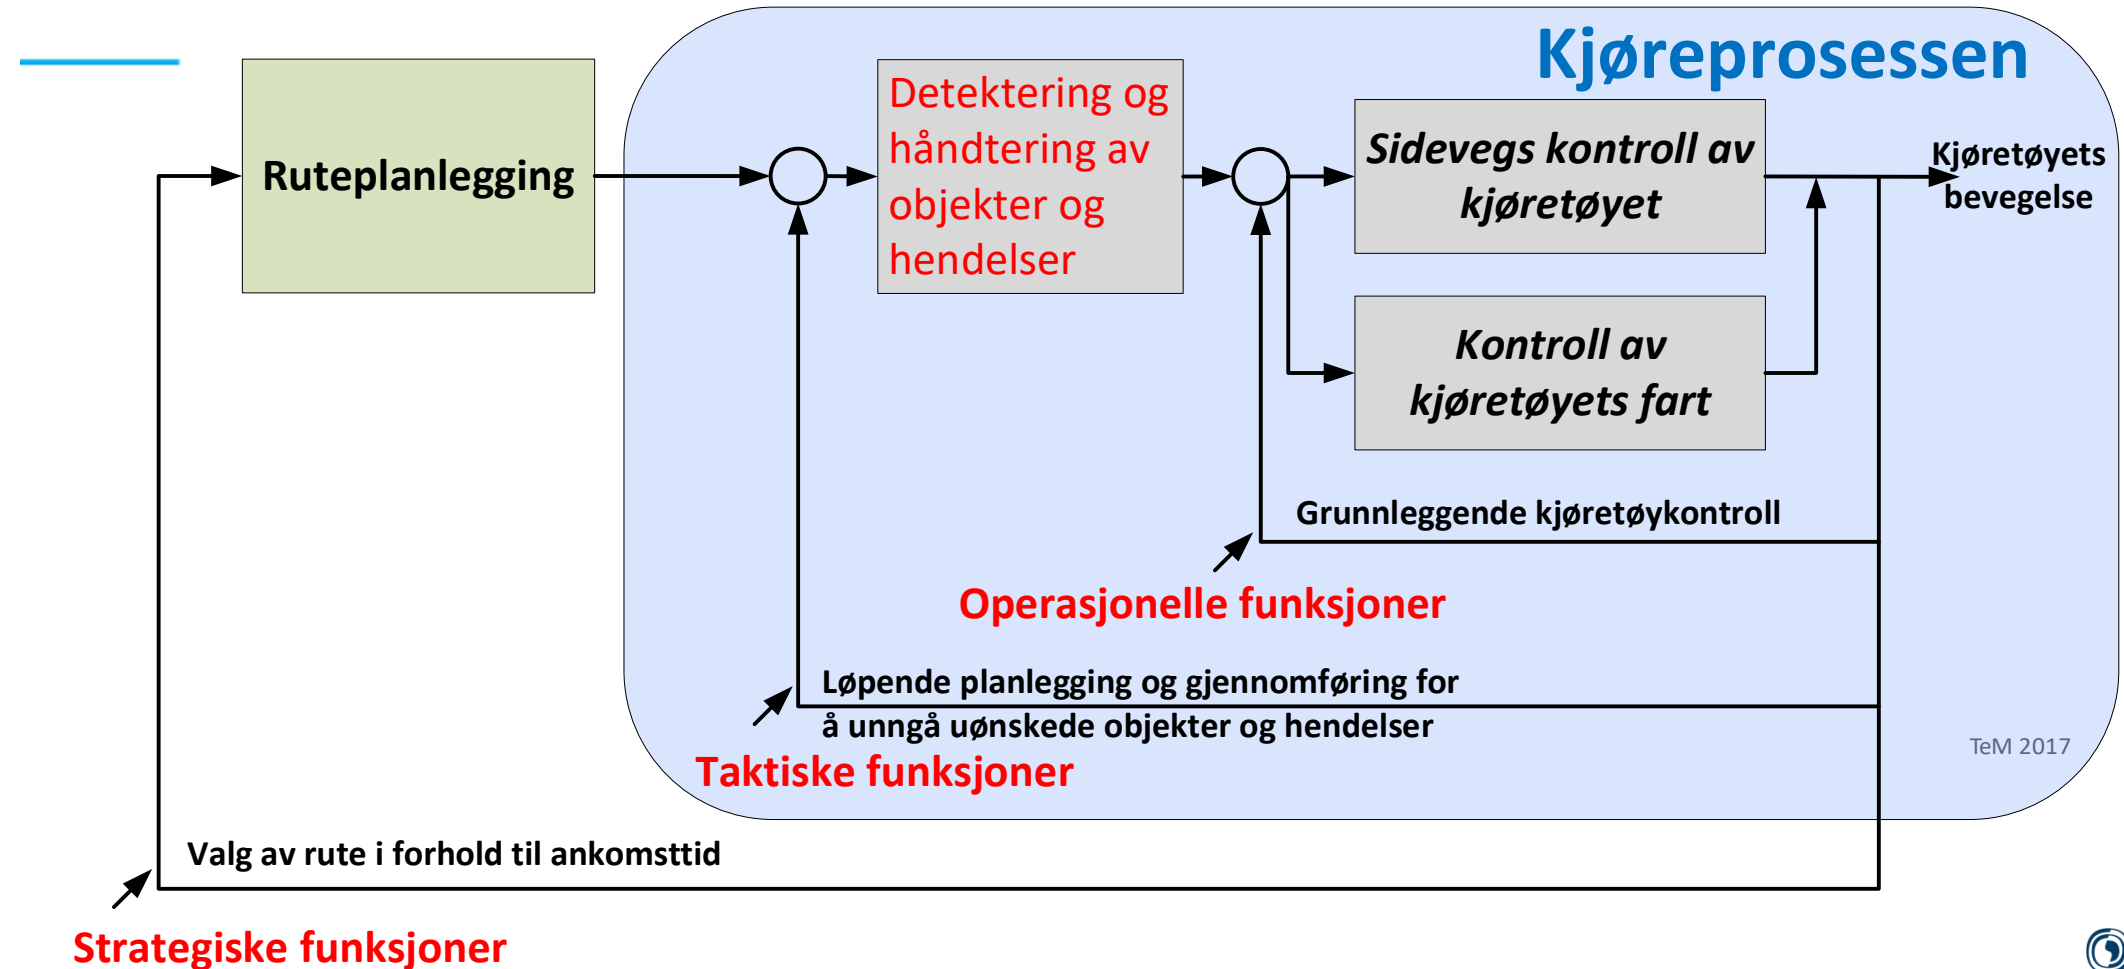 Kjøreprosessen
Ruteplanlegging
Detektering og
håndtering av
objekter og
hendelser
Sidevegs kontroll av
kjøretøyet
Kjøretøyets
bevegelse
Kontroll av
kjøretøyets fart
Grunnleggende kjøretøykontroll
Operasjonelle funksjoner
Løpende planlegging og gjennomføring for
å unngå uønskede objekter og hendelser
Taktiske funksjoner
TeM 2017
Valg av rute i forhold til ankomsttid
Strategiske funksjoner